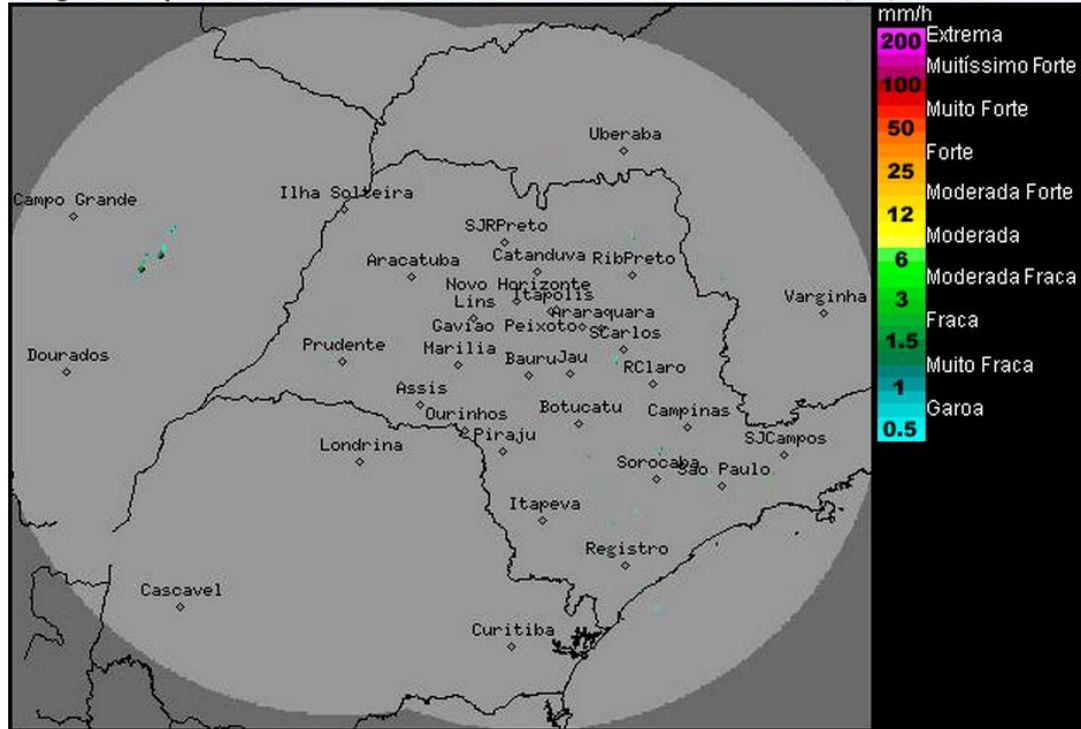 mm/h
200 Extrema
Muitíssimo Forte
100
Muito Forte
50
Forte
25
Moderada Forte
12
Moderada
6
Moderada Fraca
3
Fraca
1.5
Muito Fraca
1
Garoa
0.5
Uberaba
Campo Grande
Ilha Solteira
SJRPreto
Aracatuba
Catanduva
RibPreto
Novo Horizonte
Lins
Itapolis
Varginha
Araraquara
Gaviao Peixoto
SCarlos
Prudente
Marilia
Dourados
Bauru
Jau
RClaro
Assis
Ourinhos
Botucatu
Campinas
Londrina
Piraju
SJCampos
Sorocaba
Sao Paulo
Itapeva
Registro
Cascavel
Curitiba